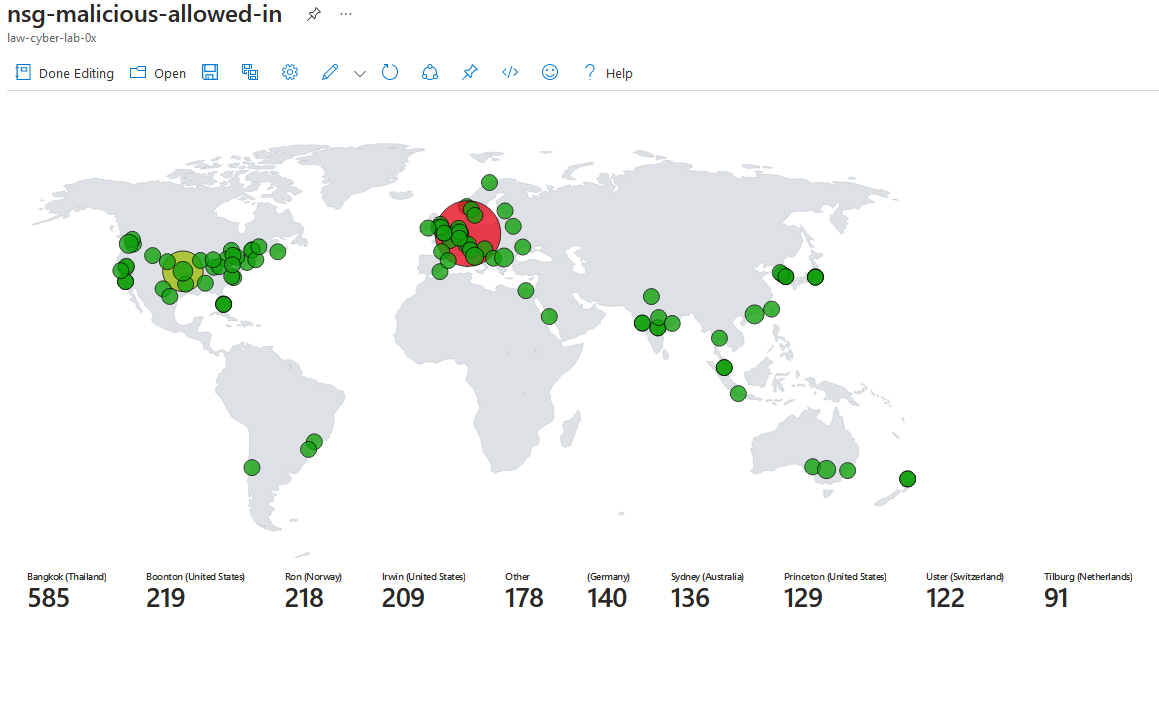 nsg-malicious-allowed-in
law-cyber-lab-0x
Done Editing Open Help
Bangkok (Thailand) Boonton (United States) Ron (Norway) Irwin (United States) Other (Germany) Sydney (Australia) Princeton (United States) Uster (Switzerland) Tilburg (Netherlands)
585 219 218 209 178 140 136 129 122 91